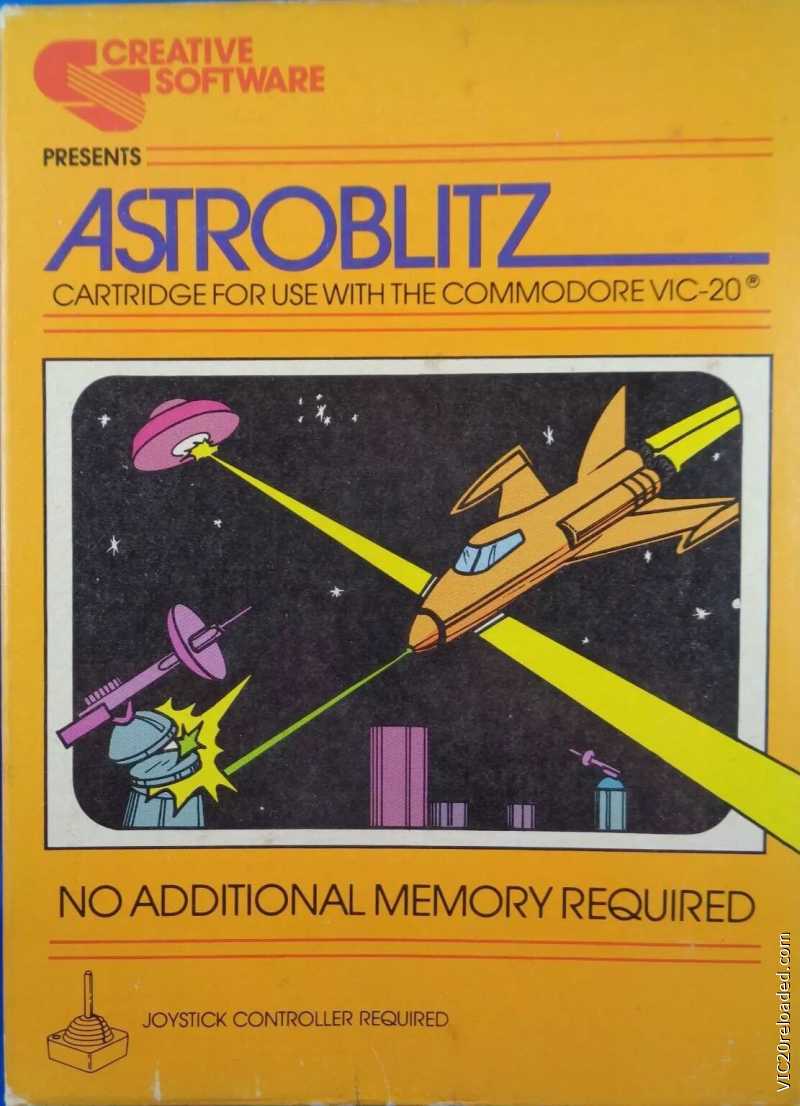 CREATIVE
SOFTWARE
PRESENTS
ASTROBLITZ
CARTRIDGE FOR USE WITH THE COMMODORE VIC-20®
NO ADDITIONAL MEMORY REQUIRED
JOYSTICK CONTROLLER REQUIRED
VIC20reloaded.com